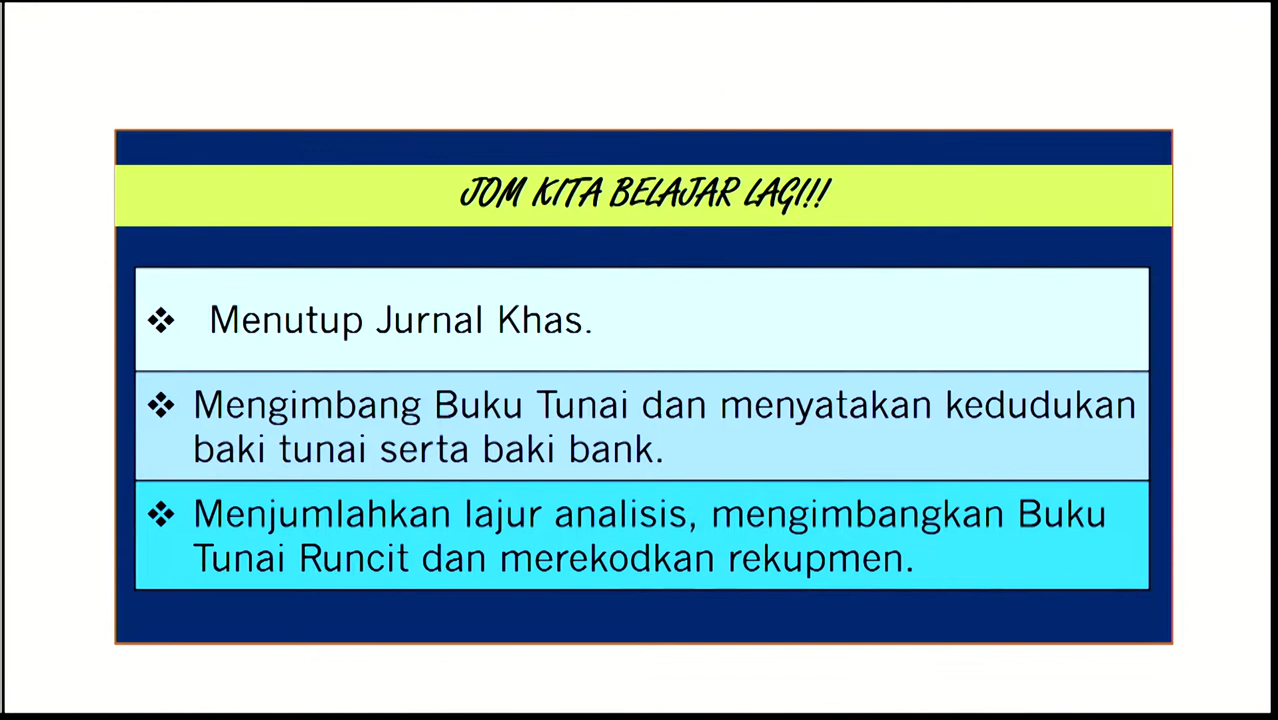 JOM KITA BELAJAR LAGI!!!
❖ Menutup Jurnal Khas.
❖ Mengimbang Buku Tunai dan menyatakan kedudukan
baki tunai serta baki bank.
❖ Menjumlahkan lajur analisis, mengimbangkan Buku
Tunai Runcit dan merekodkan rekupmen.